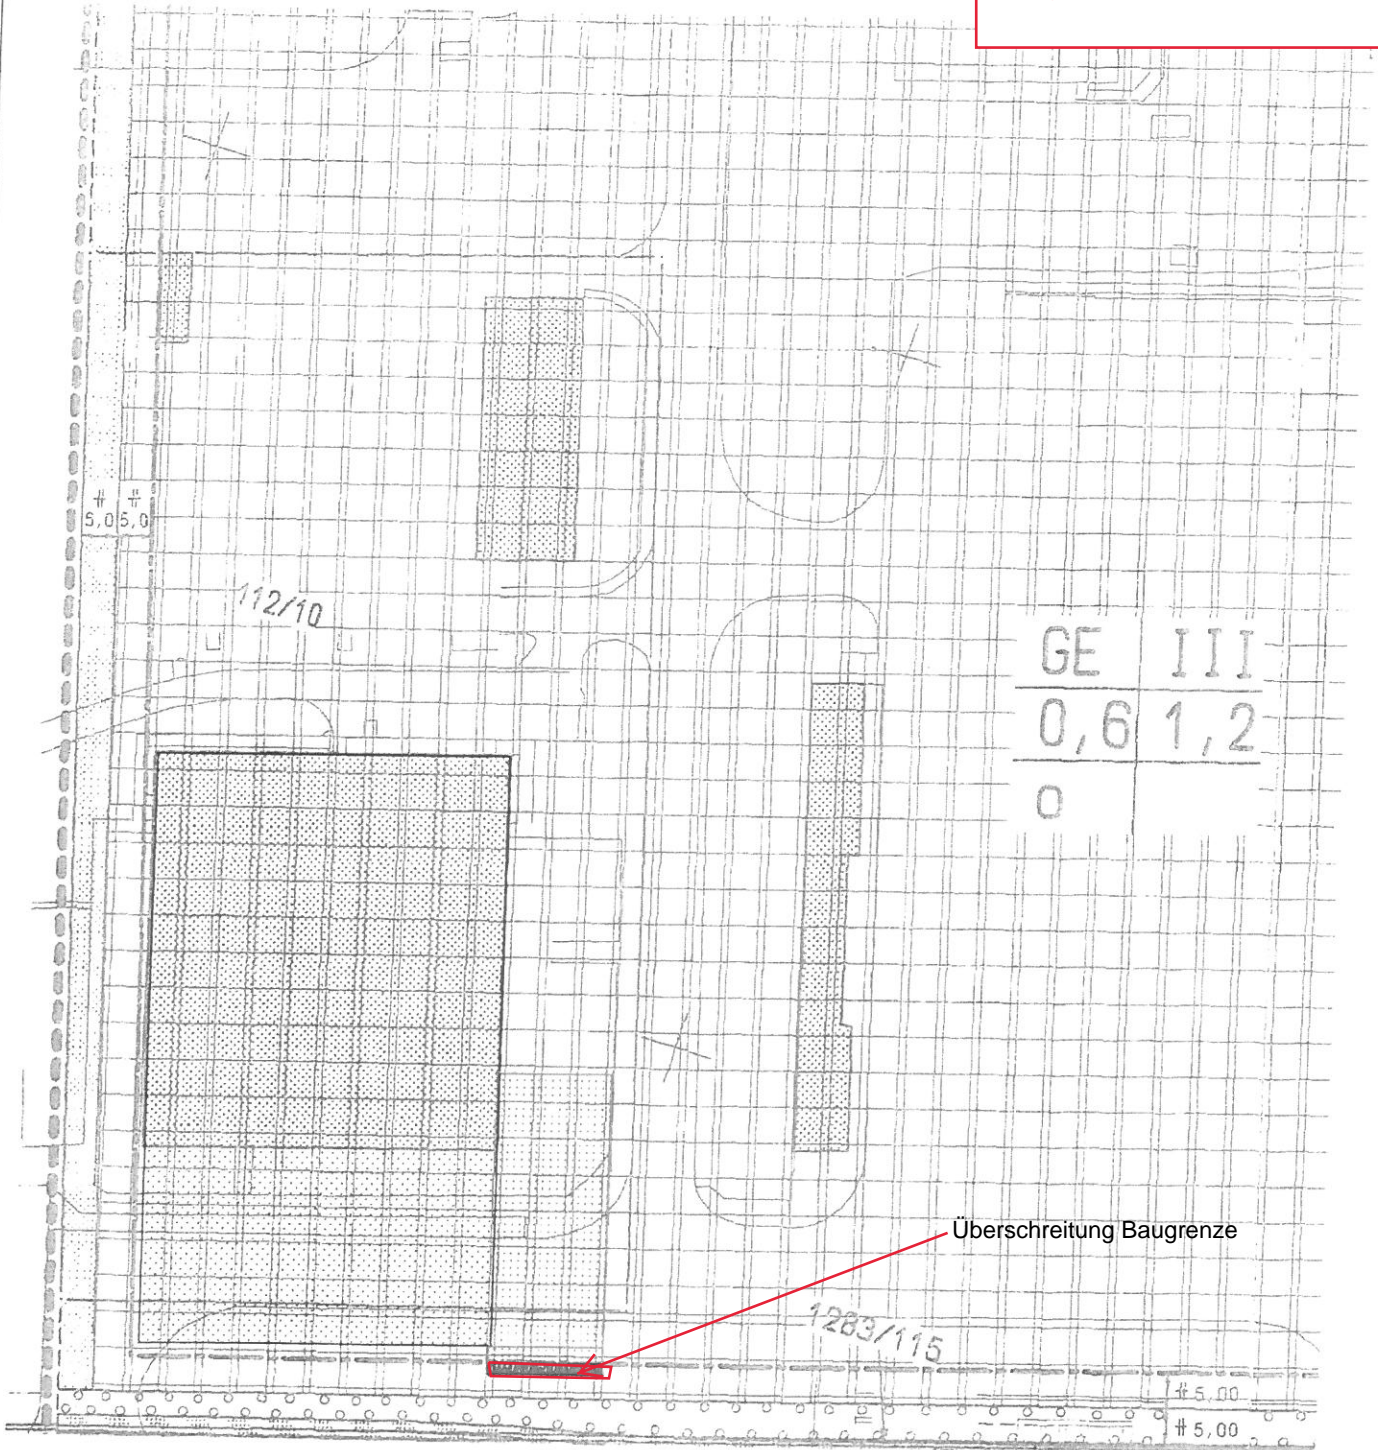 # #
5,0 5,0
112/10
GE III
0,6 1,2
o
Überschreitung Baugrenze
1283/115
# 5,00
# 5,00